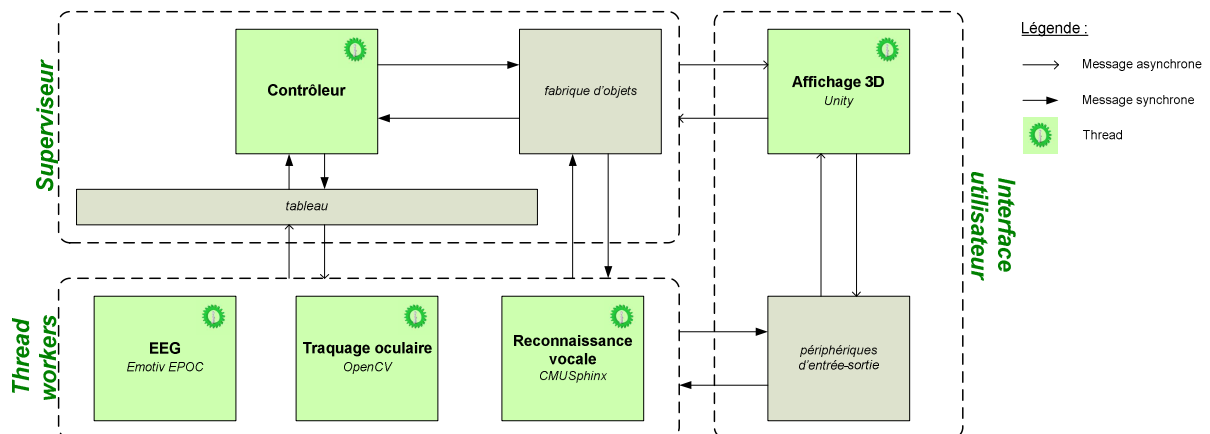 Superviseur
Contrôleur
fabrique d'objets
tableau
Affichage 3D
Unity
Légende :
Message asynchrone
Message synchrone
Thread
Interface
utilisateur
Thread
workers
EEG
Emotiv EPOC
Traquage oculaire
OpenCV
Reconnaissance
vocale
CMUSphinx
périphériques
d'entrée-sortie